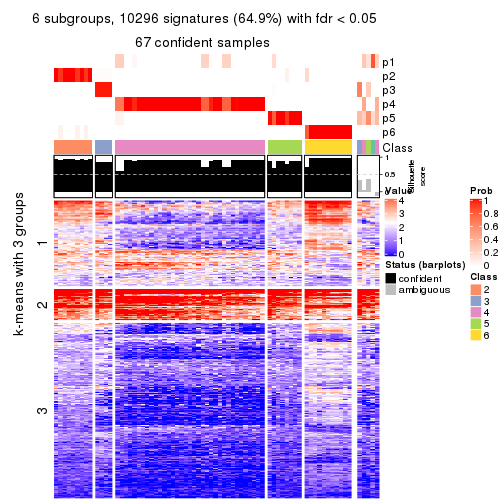 6 subgroups, 10296 signatures (64.9%) with fdr < 0.05
67 confident samples
p1
p2
p3
p4
p5
p6
Class
1
0.5
0
Silhouette
score
k-means with 3 groups
1
2
3
Value
4
3
2
1
0
Status (barplots)
confident
ambiguous
Prob
1
0.8
0.6
0.4
0.2
0
Class
2
3
4
5
6